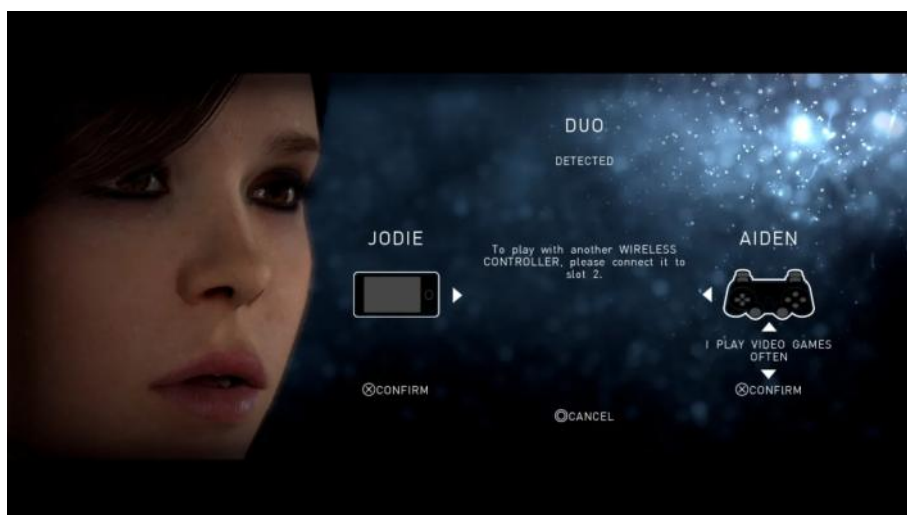 DUO
DETECTED
JODIE
To play with another WIRELESS
CONTROLLER, please connect it to
slot 2.
AIDEN
I PLAY VIDEO GAMES
OFTEN
ⓧCONFIRM
ⓧCONFIRM
◯CANCEL